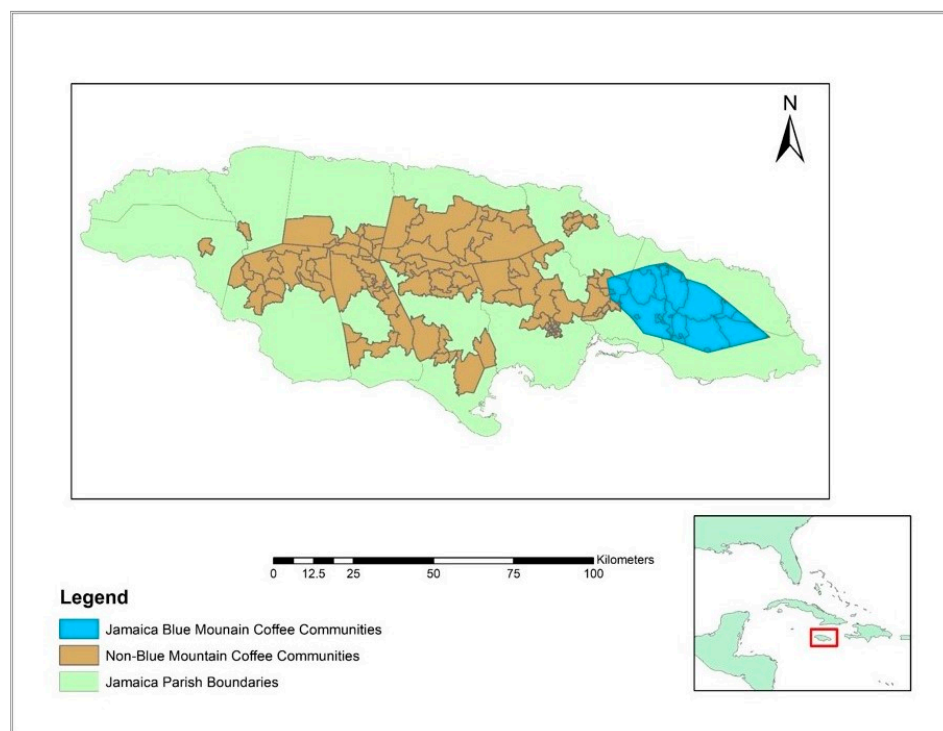 N
Kilometers
0 12.5 25 50 75 100
Legend
Jamaica Blue Mounain Coffee Communities
Non-Blue Mountain Coffee Communities
Jamaica Parish Boundaries